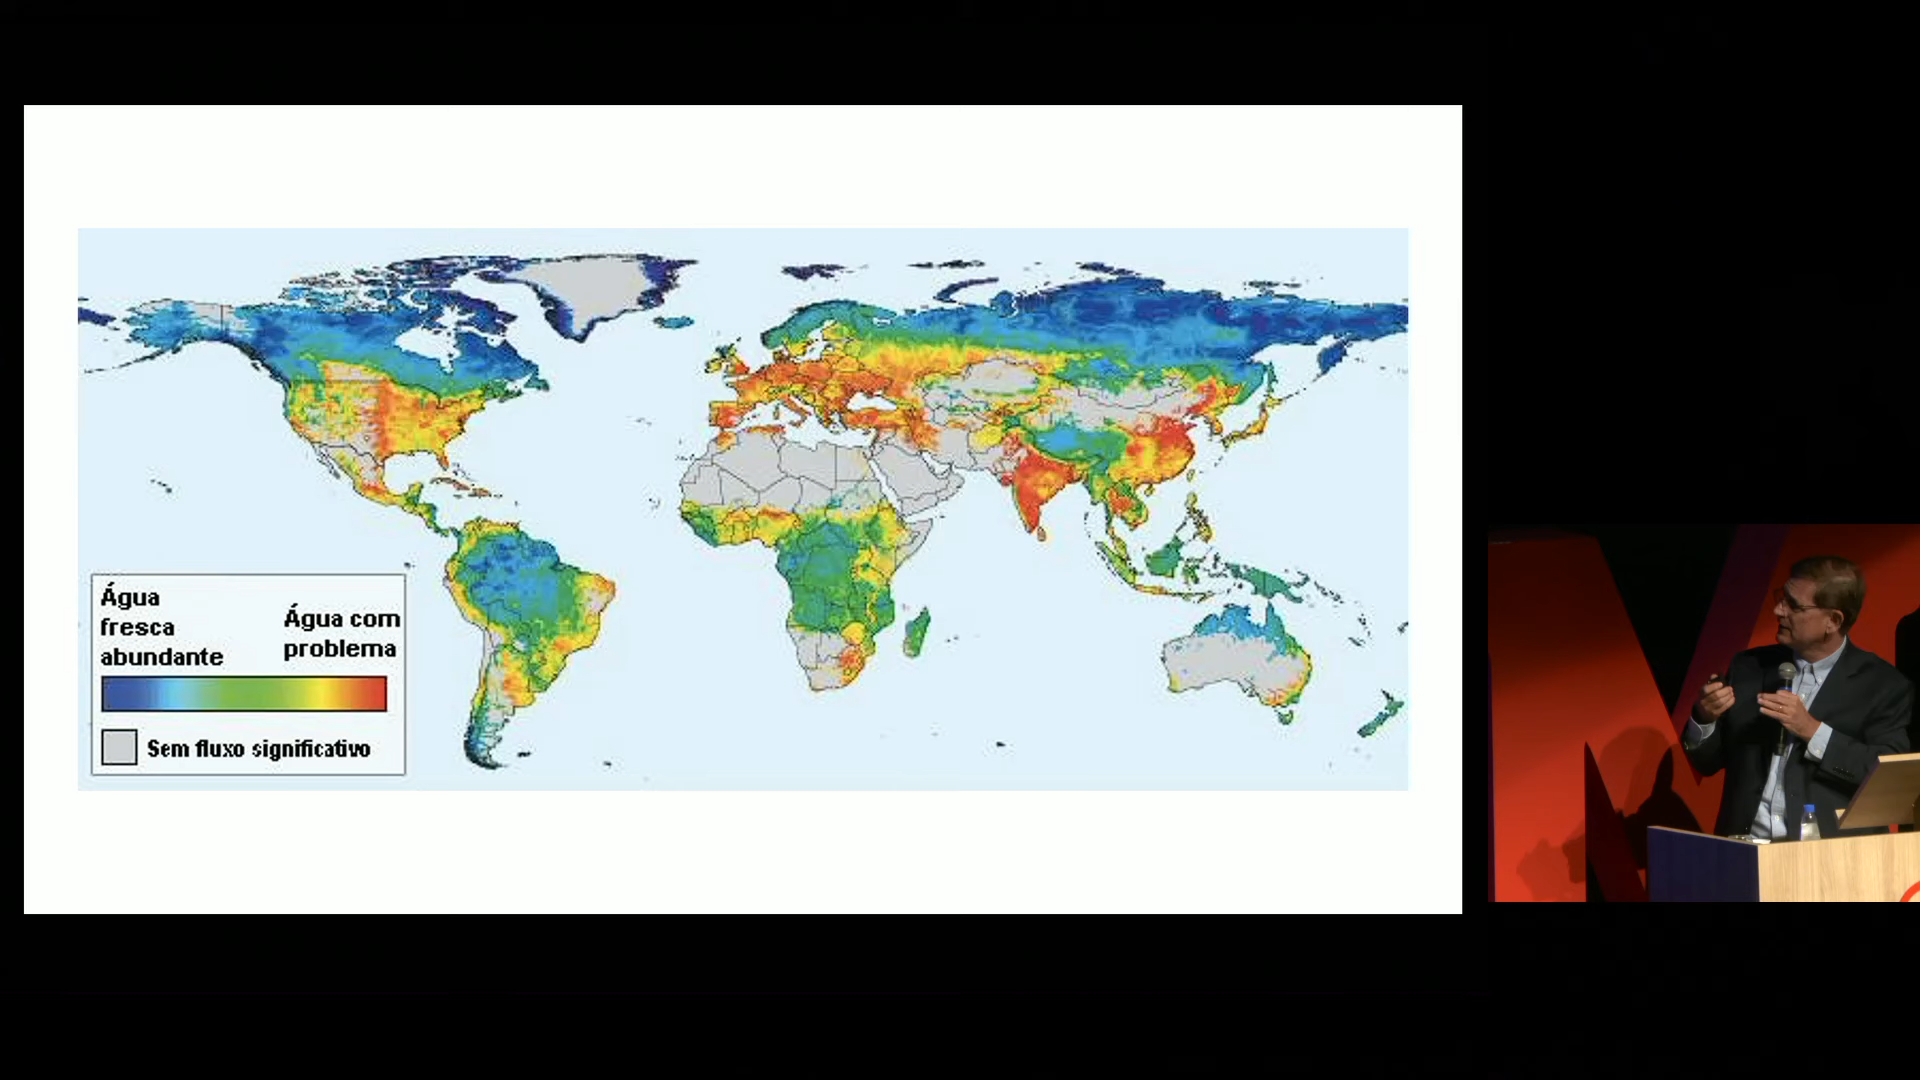 Água
fresca
abundante
Água com
problema
Sem fluxo significativo